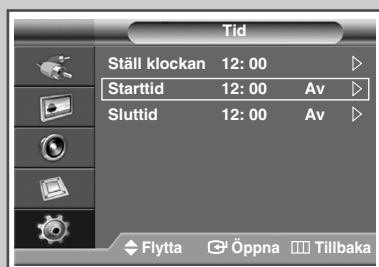 Tid
Ställ klockan 12: 00
Starttid 12: 00 Av
Sluttid 12: 00 Av
Flytta Öppna Tillbaka